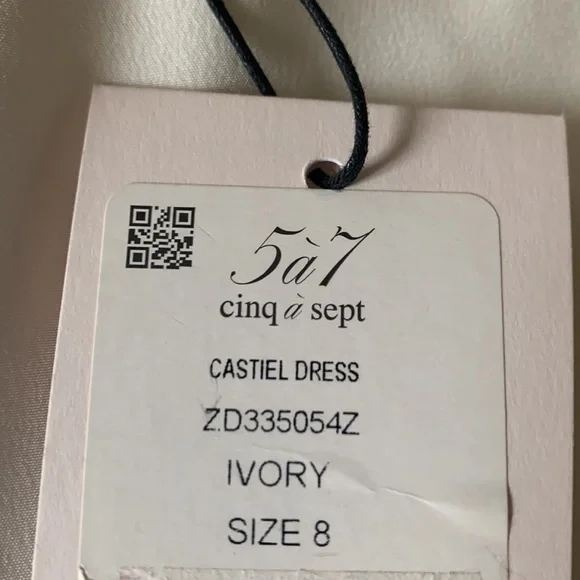 5à7
cinq à sept
CASTIEL DRESS
ZD335054Z
IVORY
SIZE 8